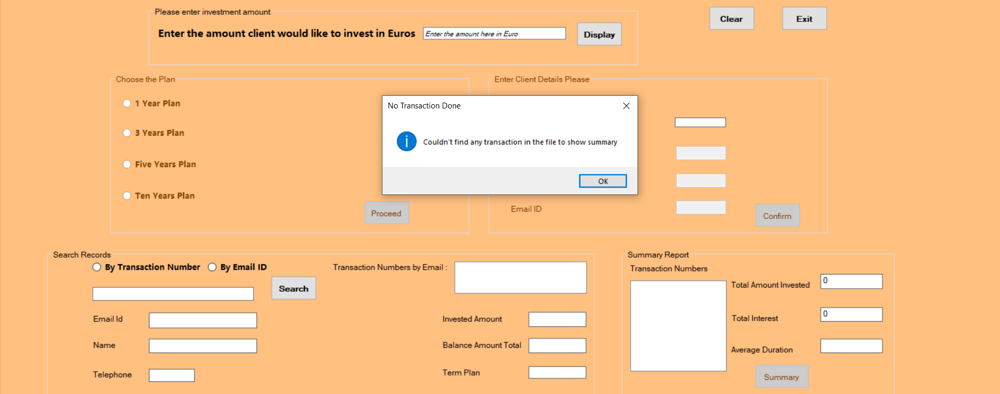 Please enter investment amount
Enter the amount client would like to invest in Euros
Enter the amount here in Euro
Display
Clear
Exit
Choose the Plan
1 Year Plan
3 Years Plan
Five Years Plan
Ten Years Plan
Proceed
Enter Client Details Please
Email ID
Confirm
No Transaction Done
Couldn't find any transaction in the file to show summary
OK
Search Records
By Transaction Number
By Email ID
Search
Transaction Numbers by Email :
Email Id
Name
Telephone
Invested Amount
Balance Amount Total
Term Plan
Summary Report
Transaction Numbers
Total Amount Invested
0
Total Interest
0
Average Duration
Summary